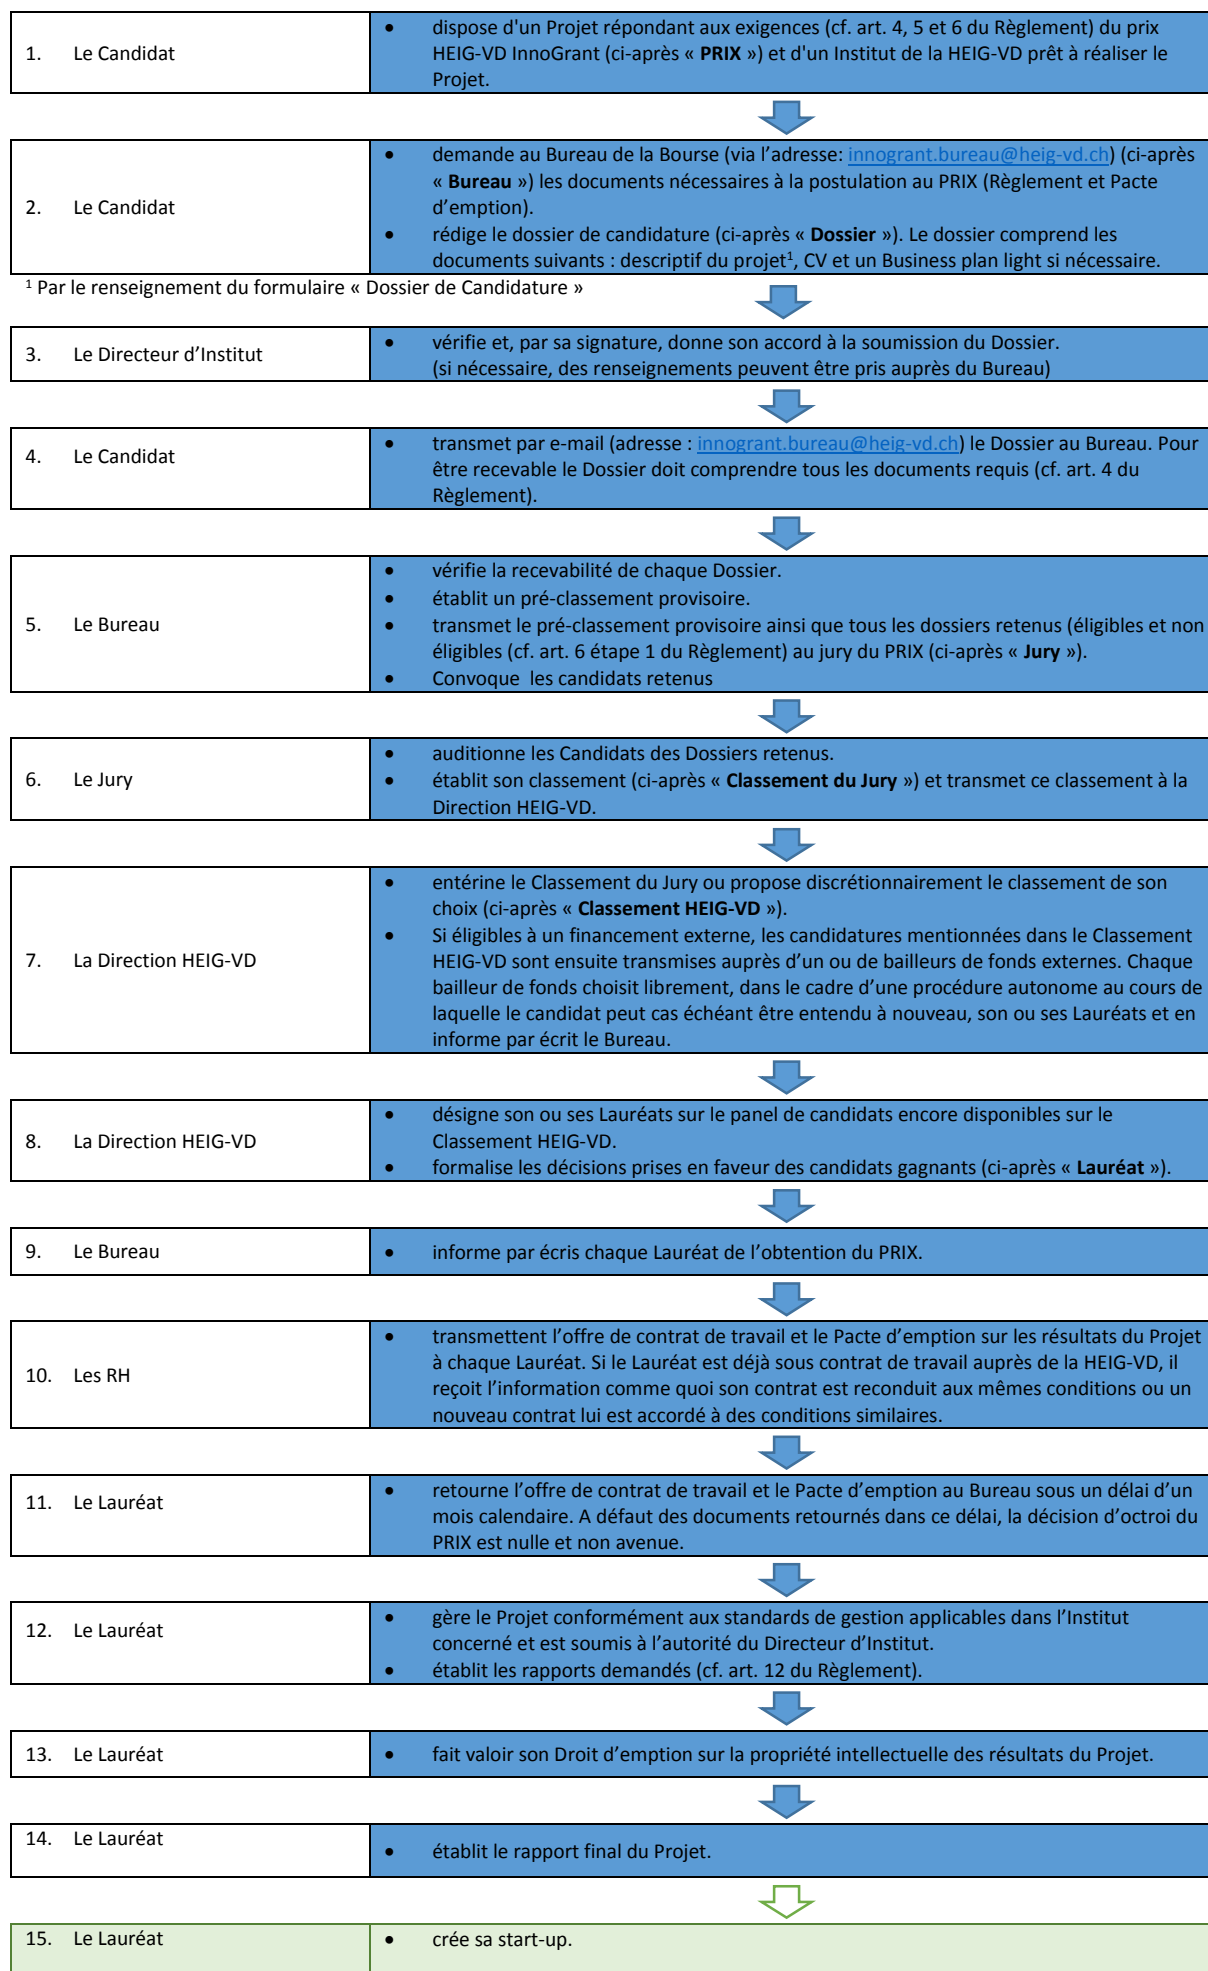 1. Le Candidat
• dispose d'un Projet répondant aux exigences (cf. art. 4, 5 et 6 du Règlement) du prix
HEIG-VD InnoGrant (ci-après « PRIX ») et d'un Institut de la HEIG-VD prêt à réaliser le
Projet.
2. Le Candidat
• demande au Bureau de la Bourse (via l’adresse: innogrant.bureau@heig-vd.ch) (ci-après
« Bureau ») les documents nécessaires à la postulation au PRIX (Règlement et Pacte
d’emption).
• rédige le dossier de candidature (ci-après « Dossier »). Le dossier comprend les
documents suivants : descriptif du projet¹, CV et un Business plan light si nécessaire.
¹ Par le renseignement du formulaire « Dossier de Candidature »
3. Le Directeur d’Institut
• vérifie et, par sa signature, donne son accord à la soumission du Dossier.
(si nécessaire, des renseignements peuvent être pris auprès du Bureau)
4. Le Candidat
• transmet par e-mail (adresse : innogrant.bureau@heig-vd.ch) le Dossier au Bureau. Pour
être recevable le Dossier doit comprendre tous les documents requis (cf. art. 4 du
Règlement).
5. Le Bureau
• vérifie la recevabilité de chaque Dossier.
• établit un pré-classement provisoire.
• transmet le pré-classement provisoire ainsi que tous les dossiers retenus (éligibles et non
éligibles (cf. art. 6 étape 1 du Règlement) au jury du PRIX (ci-après « Jury »).
• Convoque les candidats retenus
6. Le Jury
• auditionne les Candidats des Dossiers retenus.
• établit son classement (ci-après « Classement du Jury ») et transmet ce classement à la
Direction HEIG-VD.
7. La Direction HEIG-VD
• entérine le Classement du Jury ou propose discrétionnairement le classement de son
choix (ci-après « Classement HEIG-VD »).
• Si éligibles à un financement externe, les candidatures mentionnées dans le Classement
HEIG-VD sont ensuite transmises auprès d’un ou de bailleurs de fonds externes. Chaque
bailleur de fonds choisit librement, dans le cadre d’une procédure autonome au cours de
laquelle le candidat peut cas échéant être entendu à nouveau, son ou ses Lauréats et en
informe par écrit le Bureau.
8. La Direction HEIG-VD
• désigne son ou ses Lauréats sur le panel de candidats encore disponibles sur le
Classement HEIG-VD.
• formalise les décisions prises en faveur des candidats gagnants (ci-après « Lauréat »).
9. Le Bureau
• informe par écris chaque Lauréat de l’obtention du PRIX.
10. Les RH
• transmettent l’offre de contrat de travail et le Pacte d’emption sur les résultats du Projet
à chaque Lauréat. Si le Lauréat est déjà sous contrat de travail auprès de la HEIG-VD, il
reçoit l’information comme quoi son contrat est reconduit aux mêmes conditions ou un
nouveau contrat lui est accordé à des conditions similaires.
11. Le Lauréat
• retourne l’offre de contrat de travail et le Pacte d’emption au Bureau sous un délai d’un
mois calendaire. A défaut des documents retournés dans ce délai, la décision d’octroi du
PRIX est nulle et non avenue.
12. Le Lauréat
• gère le Projet conformément aux standards de gestion applicables dans l’Institut
concerné et est soumis à l’autorité du Directeur d’Institut.
• établit les rapports demandés (cf. art. 12 du Règlement).
13. Le Lauréat
• fait valoir son Droit d’emption sur la propriété intellectuelle des résultats du Projet.
14. Le Lauréat
• établit le rapport final du Projet.
15. Le Lauréat
• crée sa start-up.